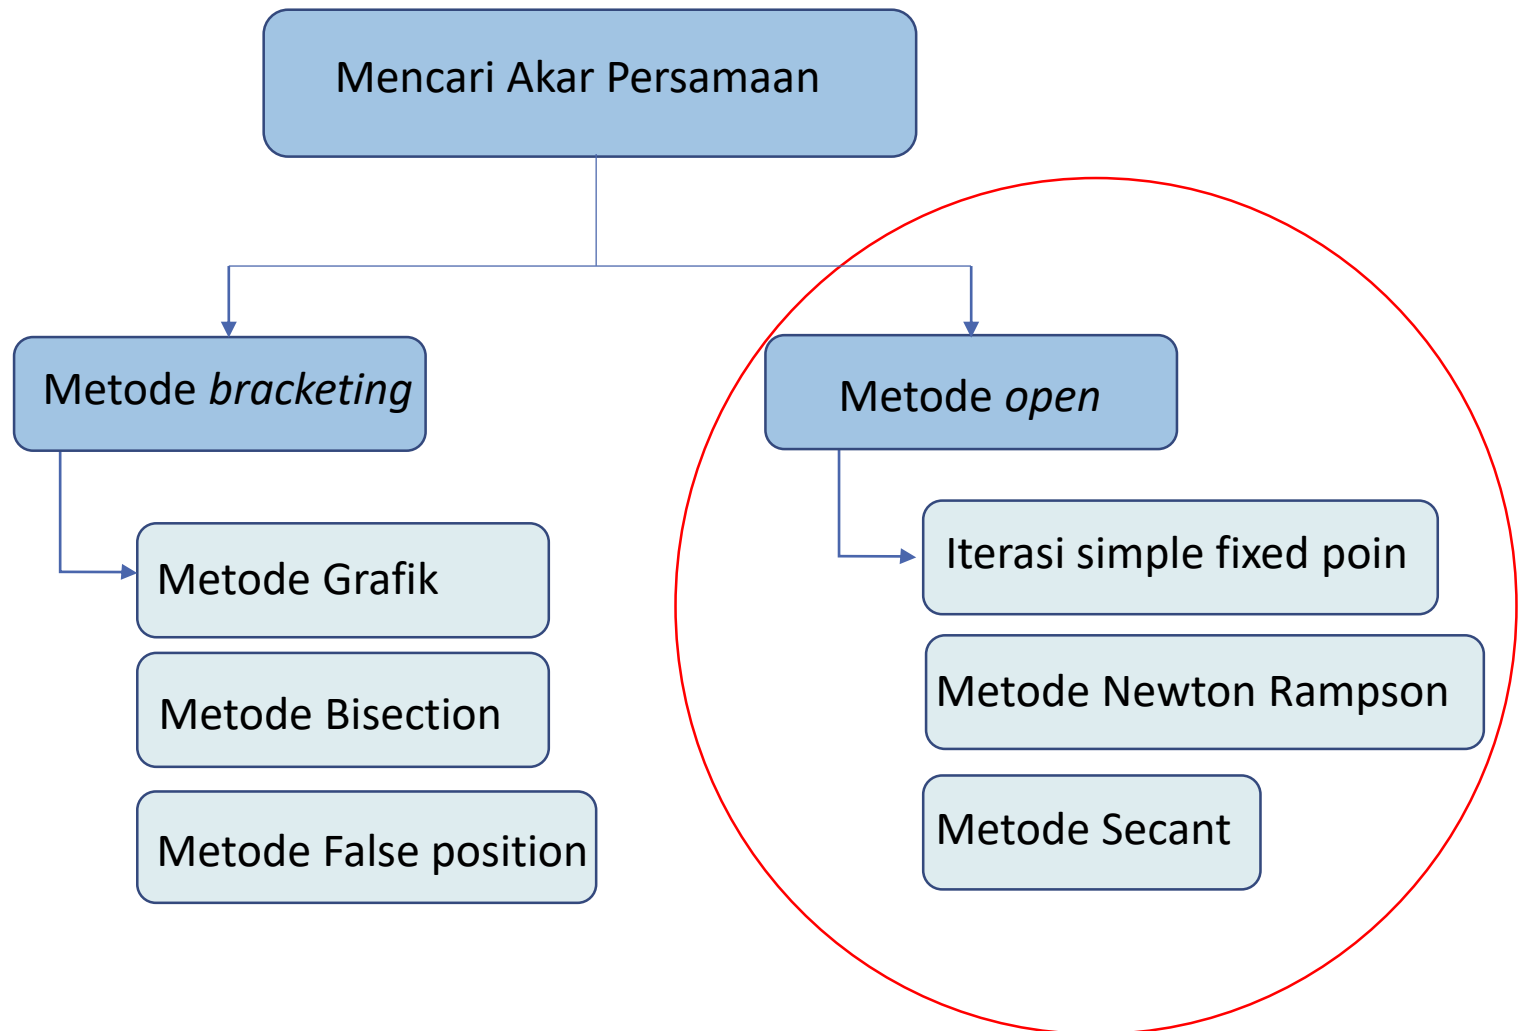 Mencari Akar Persamaan
Metode bracketing
Metode Grafik
Metode Bisection
Metode False position
Metode open
Iterasi simple fixed poin
Metode Newton Rampson
Metode Secant